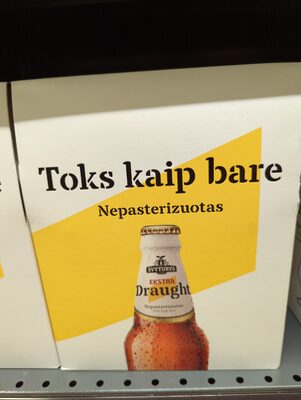 Toks kaip bare
Nepasterizuotas
ŠVYTURYS
EKSTRA
Draught
Nepasterizuotas